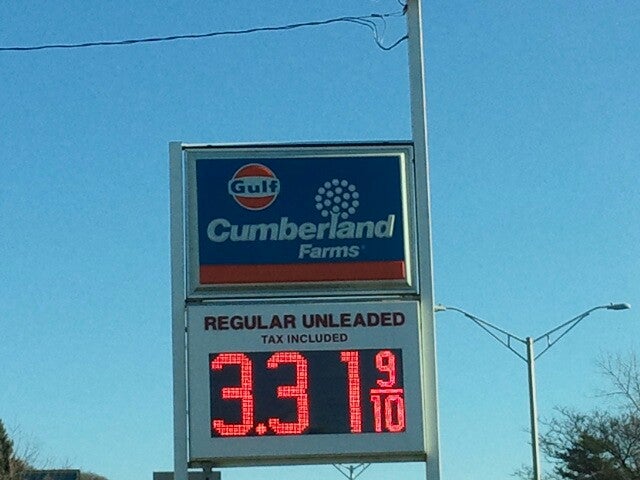 Gulf
Cumberland
Farms
REGULAR UNLEADED
TAX INCLUDED
3.31 9/10